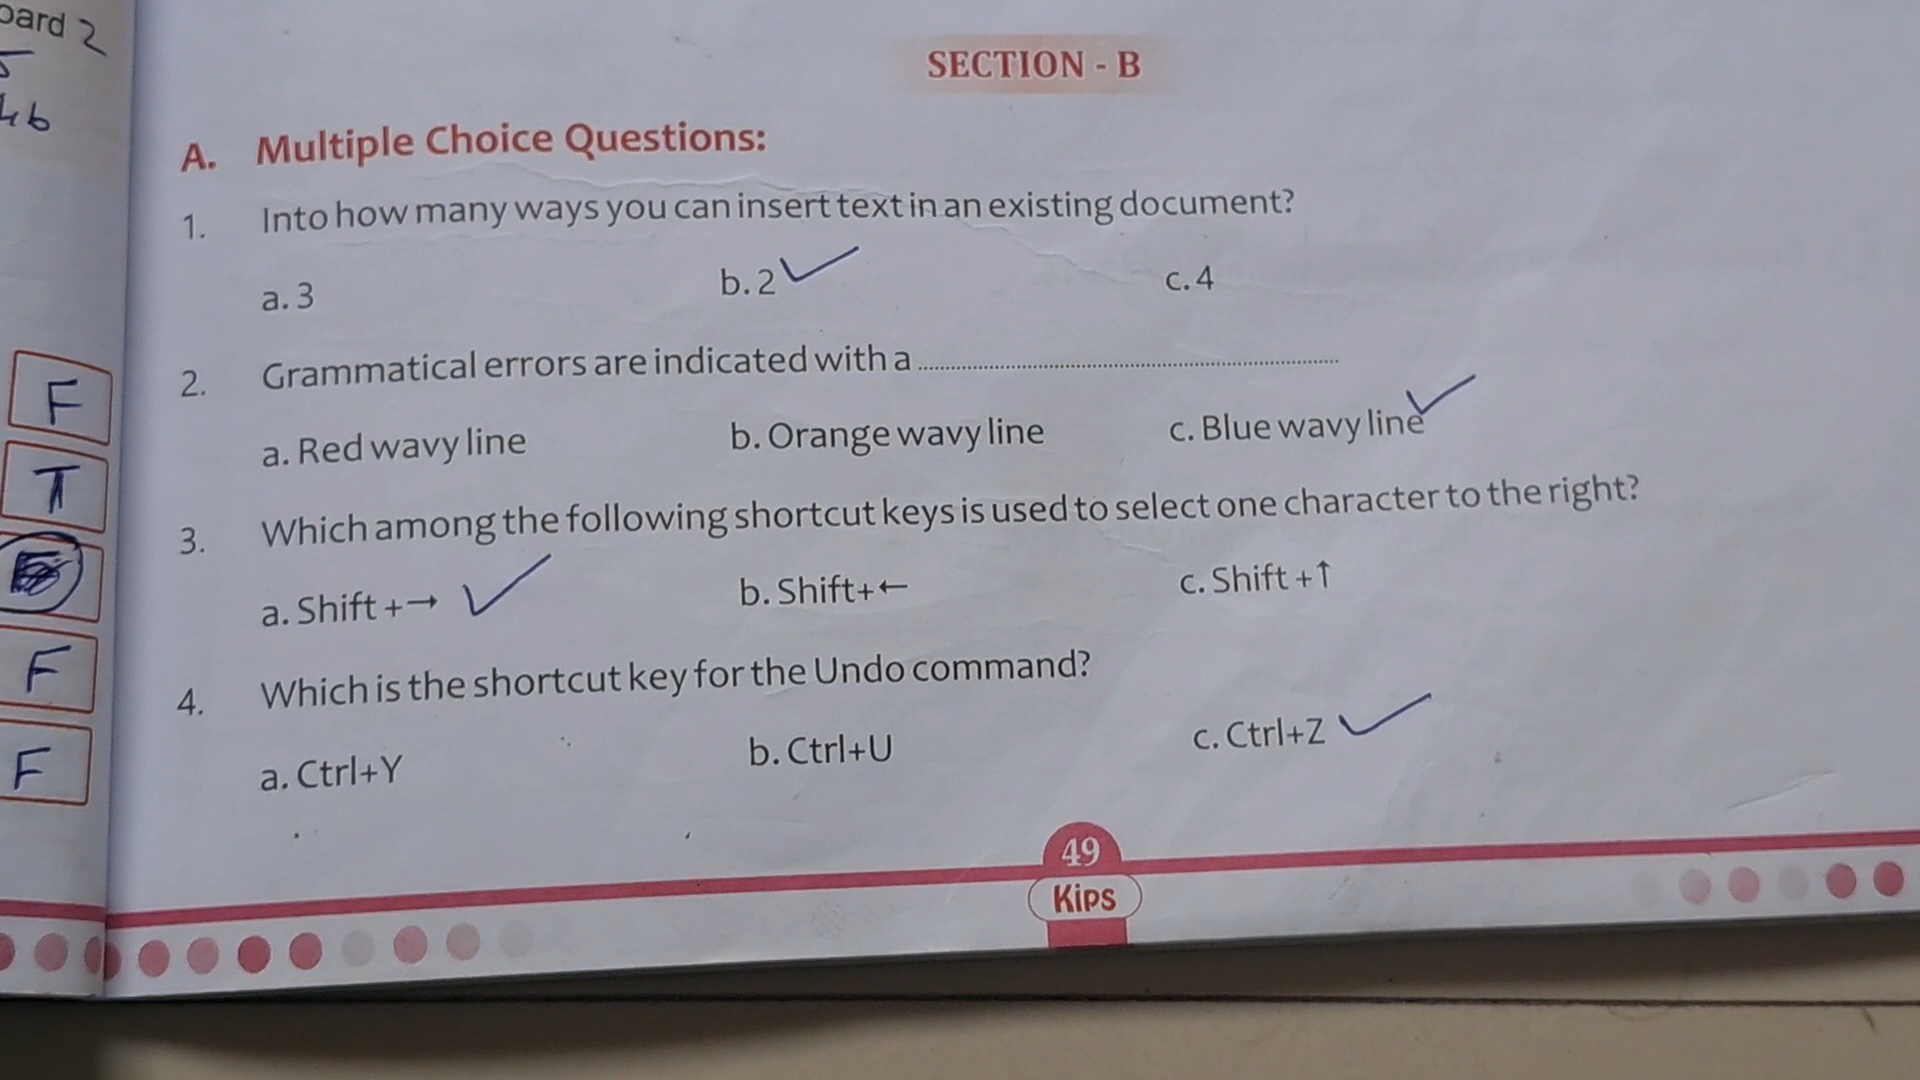 oard 2
5
4b
SECTION - B
A. Multiple Choice Questions:
1. Into how many ways you can insert text in an existing document?
a. 3 b. 2 ✓ c. 4
2. Grammatical errors are indicated with a ........................................
a. Red wavy line b. Orange wavy line c. Blue wavy line ✓
3. Which among the following shortcut keys is used to select one character to the right?
a. Shift +→ ✓ b. Shift+← c. Shift +↑
4. Which is the shortcut key for the Undo command?
a. Ctrl+Y b. Ctrl+U c. Ctrl+Z ✓
F
T
F
F
49
Kips